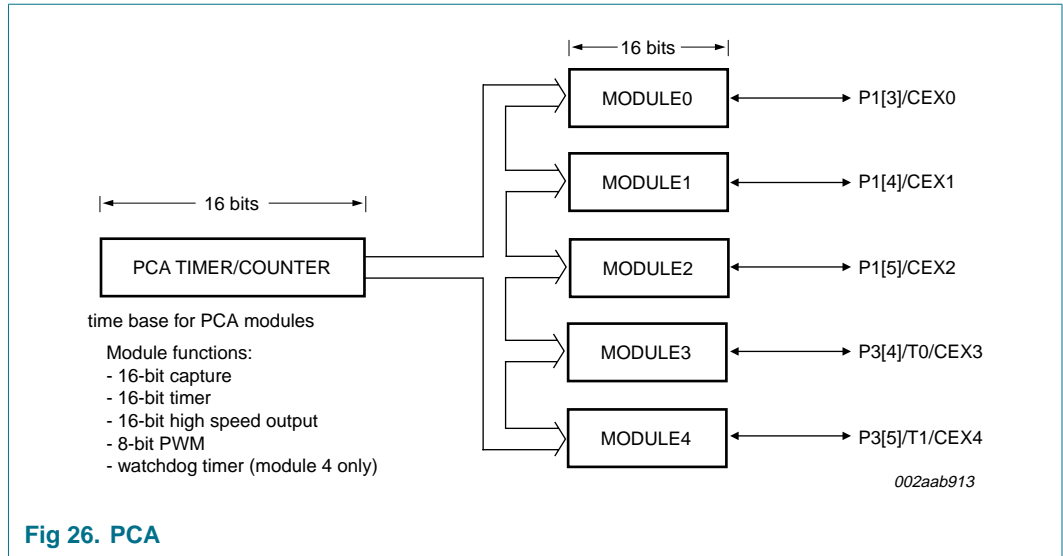 16 bits
MODULE0
P1[3]/CEX0
MODULE1
P1[4]/CEX1
16 bits
PCA TIMER/COUNTER
MODULE2
P1[5]/CEX2
time base for PCA modules
Module functions:
- 16-bit capture
- 16-bit timer
- 16-bit high speed output
- 8-bit PWM
- watchdog timer (module 4 only)
MODULE3
P3[4]/T0/CEX3
MODULE4
P3[5]/T1/CEX4
002aab913
Fig 26. PCA